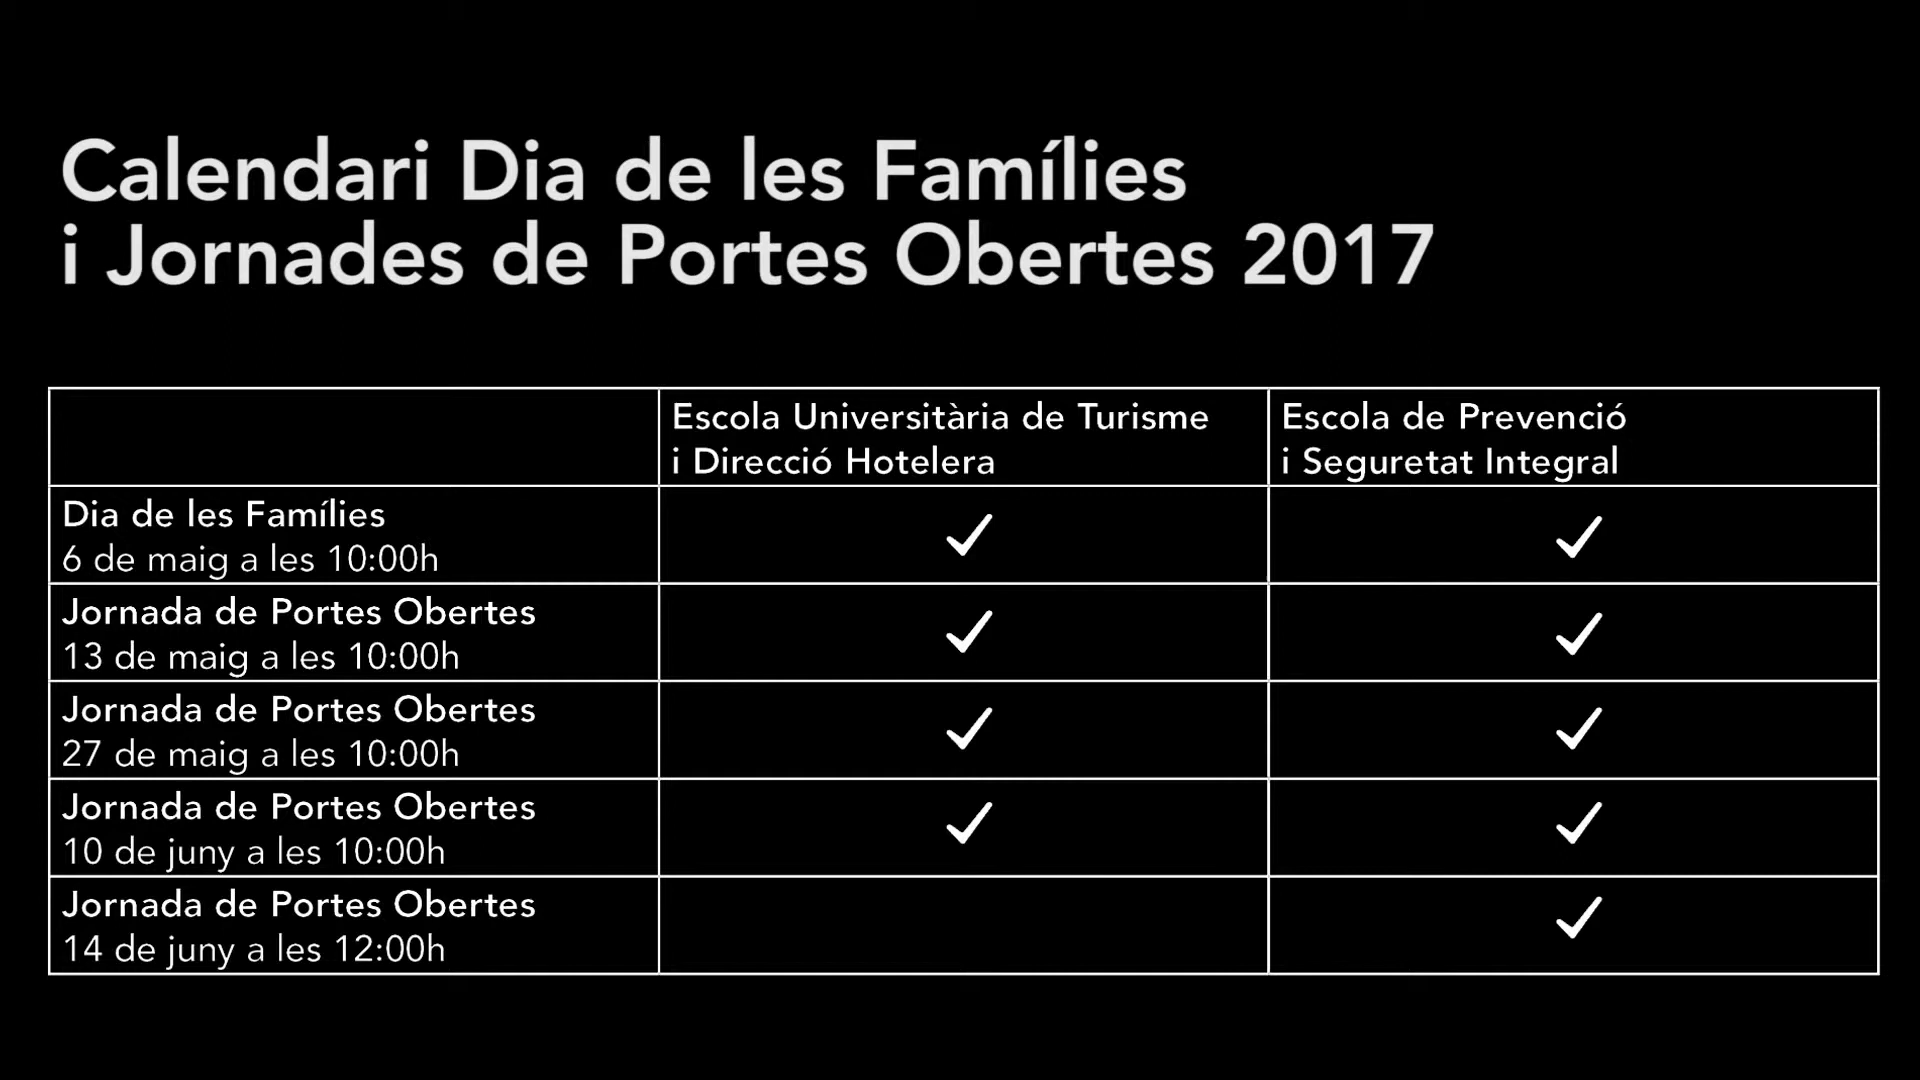 Calendari Dia de les Famílies
i Jornades de Portes Obertes 2017
Escola Universitària de Turisme
i Direcció Hotelera
Escola de Prevenció
i Seguretat Integral
Dia de les Famílies
6 de maig a les 10:00h
✓
✓
Jornada de Portes Obertes
13 de maig a les 10:00h
✓
✓
Jornada de Portes Obertes
27 de maig a les 10:00h
✓
✓
Jornada de Portes Obertes
10 de juny a les 10:00h
✓
✓
Jornada de Portes Obertes
14 de juny a les 12:00h
✓